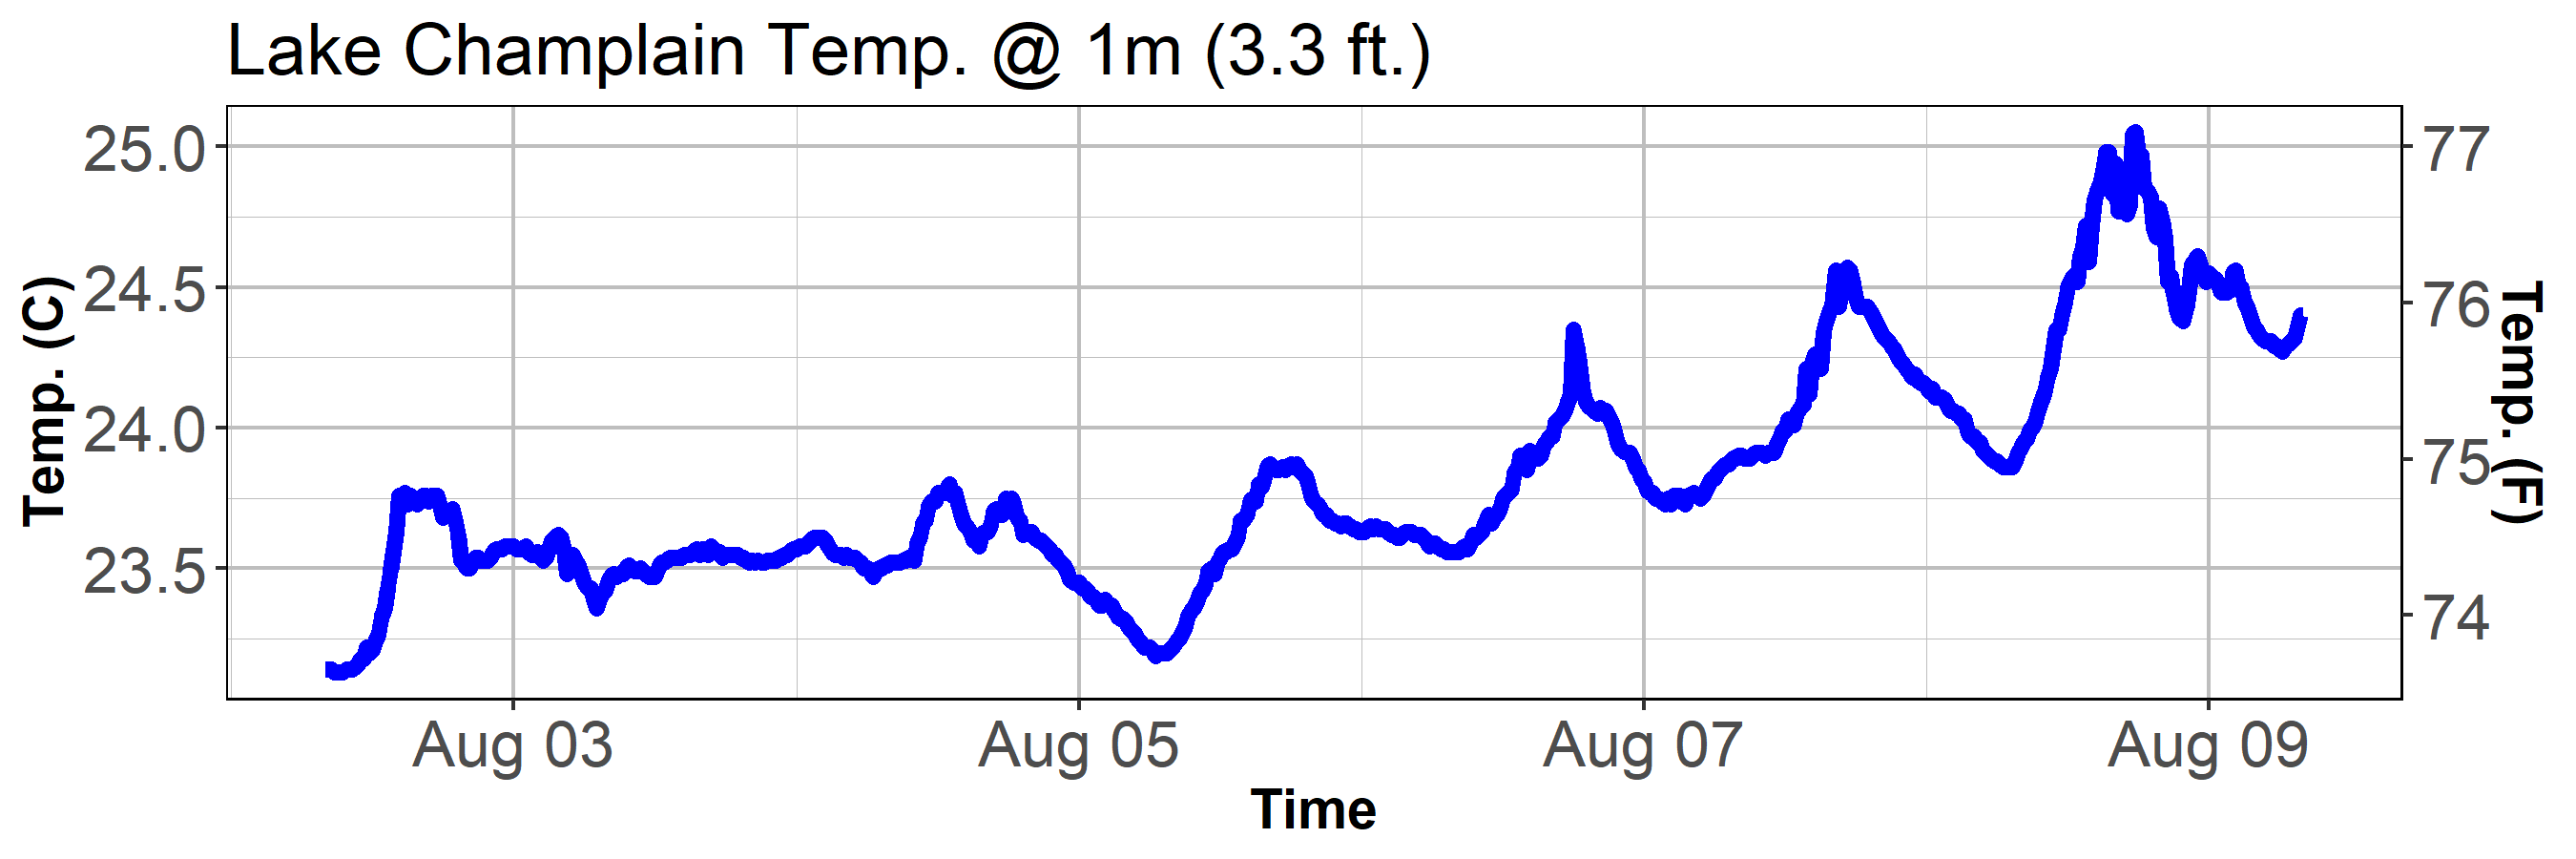 Lake Champlain Temp. @ 1m (3.3 ft.)
25.0
24.5
24.0
23.5
Temp. (C)
77
76
75
74
Temp. (F)
Aug 03
Aug 05
Aug 07
Aug 09
Time